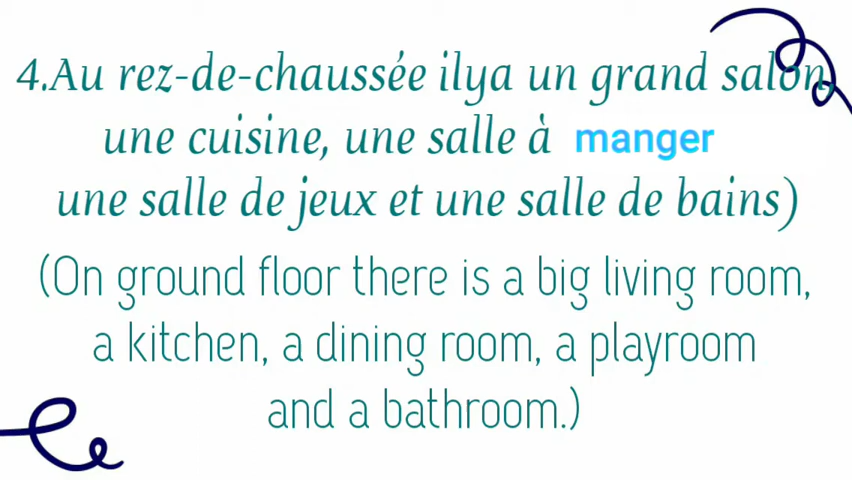 4.Au rez-de-chaussée ilya un grand salon,
une cuisine, une salle à manger
une salle de jeux et une salle de bains)
(On ground floor there is a big living room,
a kitchen, a dining room, a playroom
and a bathroom.)